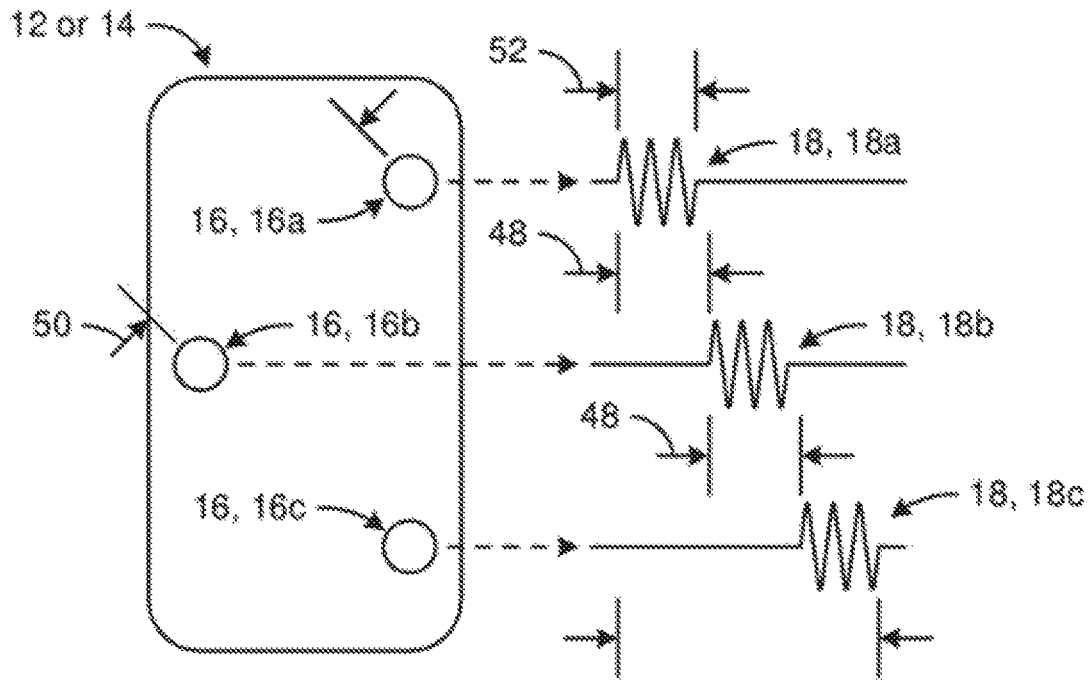 12 or 14
52
18, 18a
16, 16a
48
50
16, 16b
18, 18b
48
16, 16c
18, 18c